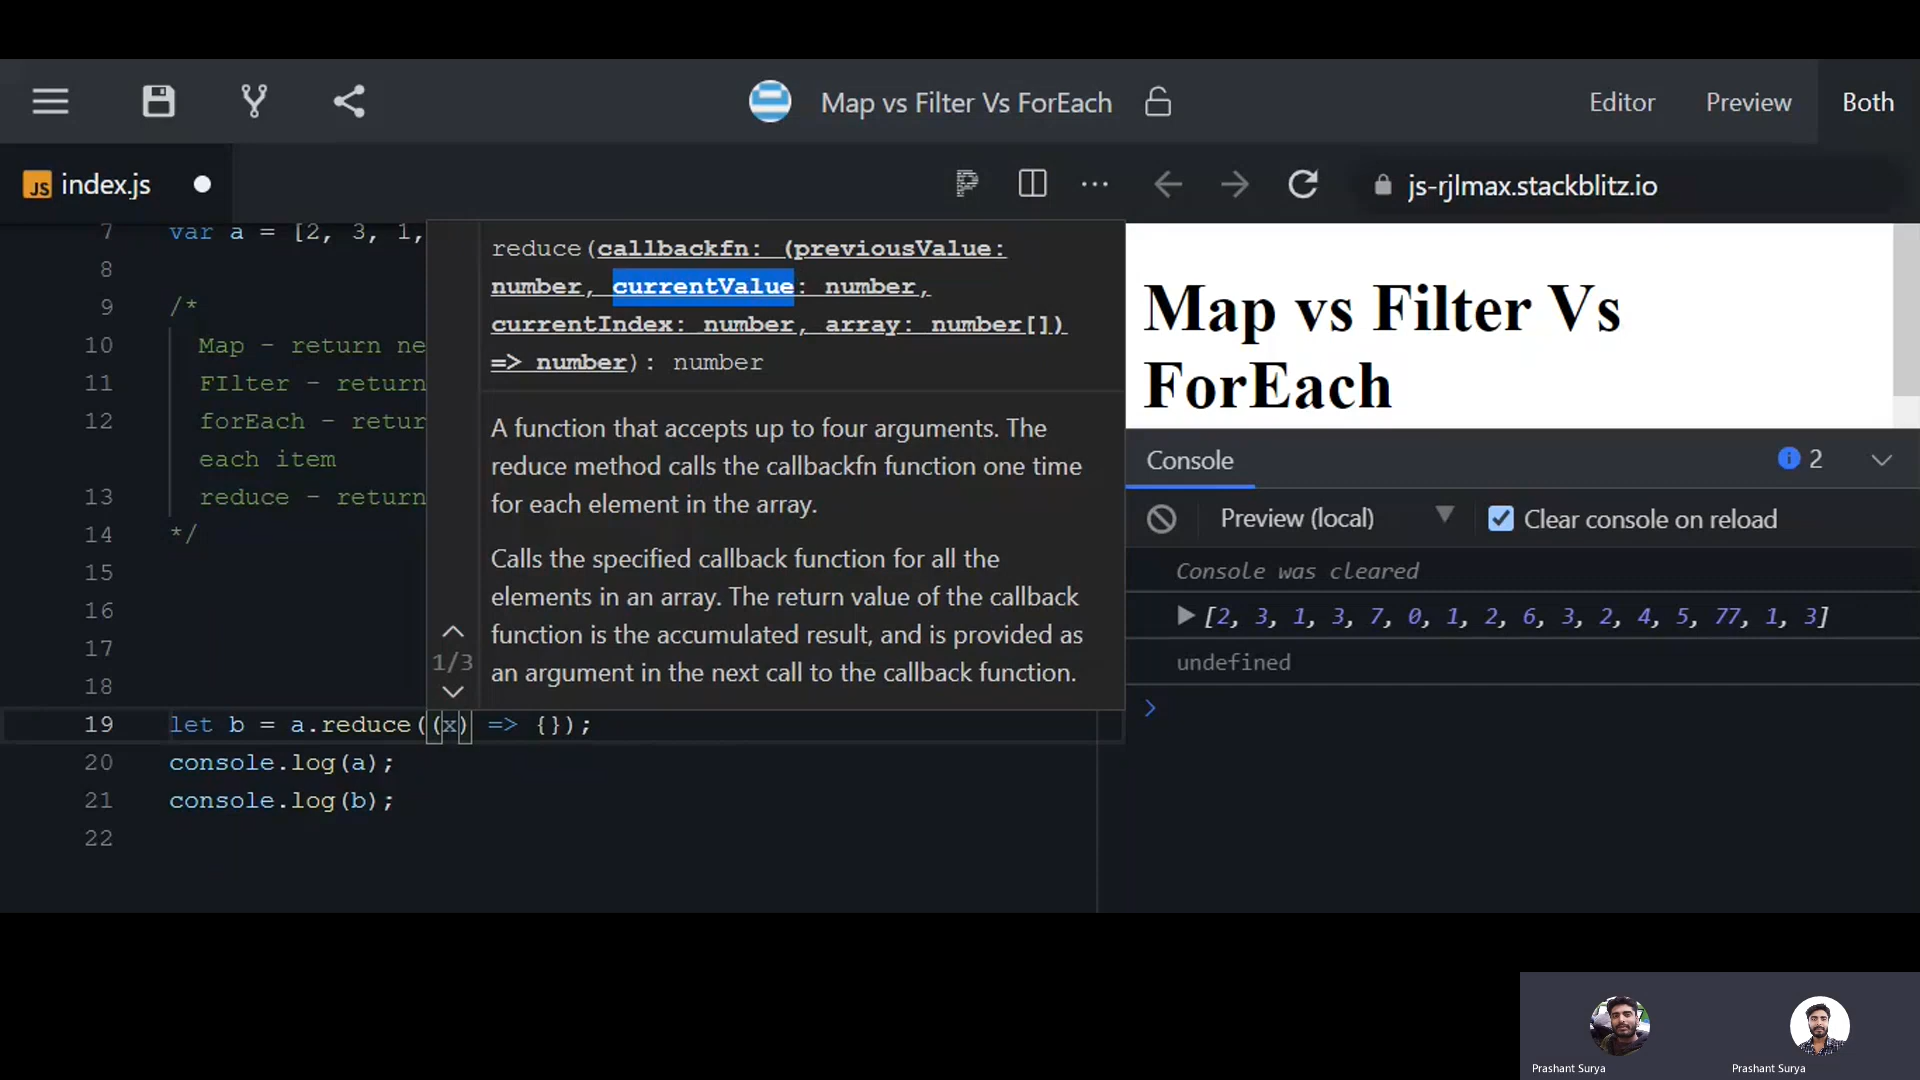 Map vs Filter Vs ForEach
Editor
Preview
Both
JS index.js
js-rjlmax.stackblitz.io
7 var a = [2, 3, 1,
8
9 /*
10 Map - return ne
11 FIlter - return
12 forEach - retur
each item
13 reduce - return
14 */
15
16
17
18
19 let b = a.reduce((x) => {});
20 console.log(a);
21 console.log(b);
22
reduce(callbackfn: (previousValue:
number, currentValue: number,
currentIndex: number, array: number[])
=> number): number
A function that accepts up to four arguments. The
reduce method calls the callbackfn function one time
for each element in the array.
Calls the specified callback function for all the
elements in an array. The return value of the callback
function is the accumulated result, and is provided as
an argument in the next call to the callback function.
1/3
Map vs Filter Vs
ForEach
Console
2
Preview (local)
Clear console on reload
Console was cleared
[2, 3, 1, 3, 7, 0, 1, 2, 6, 3, 2, 4, 5, 77, 1, 3]
undefined
Prashant Surya
Prashant Surya